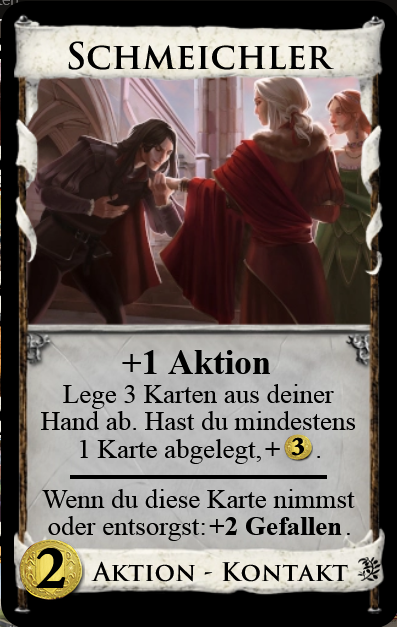 Schmeichler
+1 Aktion
Lege 3 Karten aus deiner
Hand ab. Hast du mindestens
1 Karte abgelegt, + 3 .
Wenn du diese Karte nimmst
oder entsorgst: +2 Gefallen.
2 Aktion - Kontakt